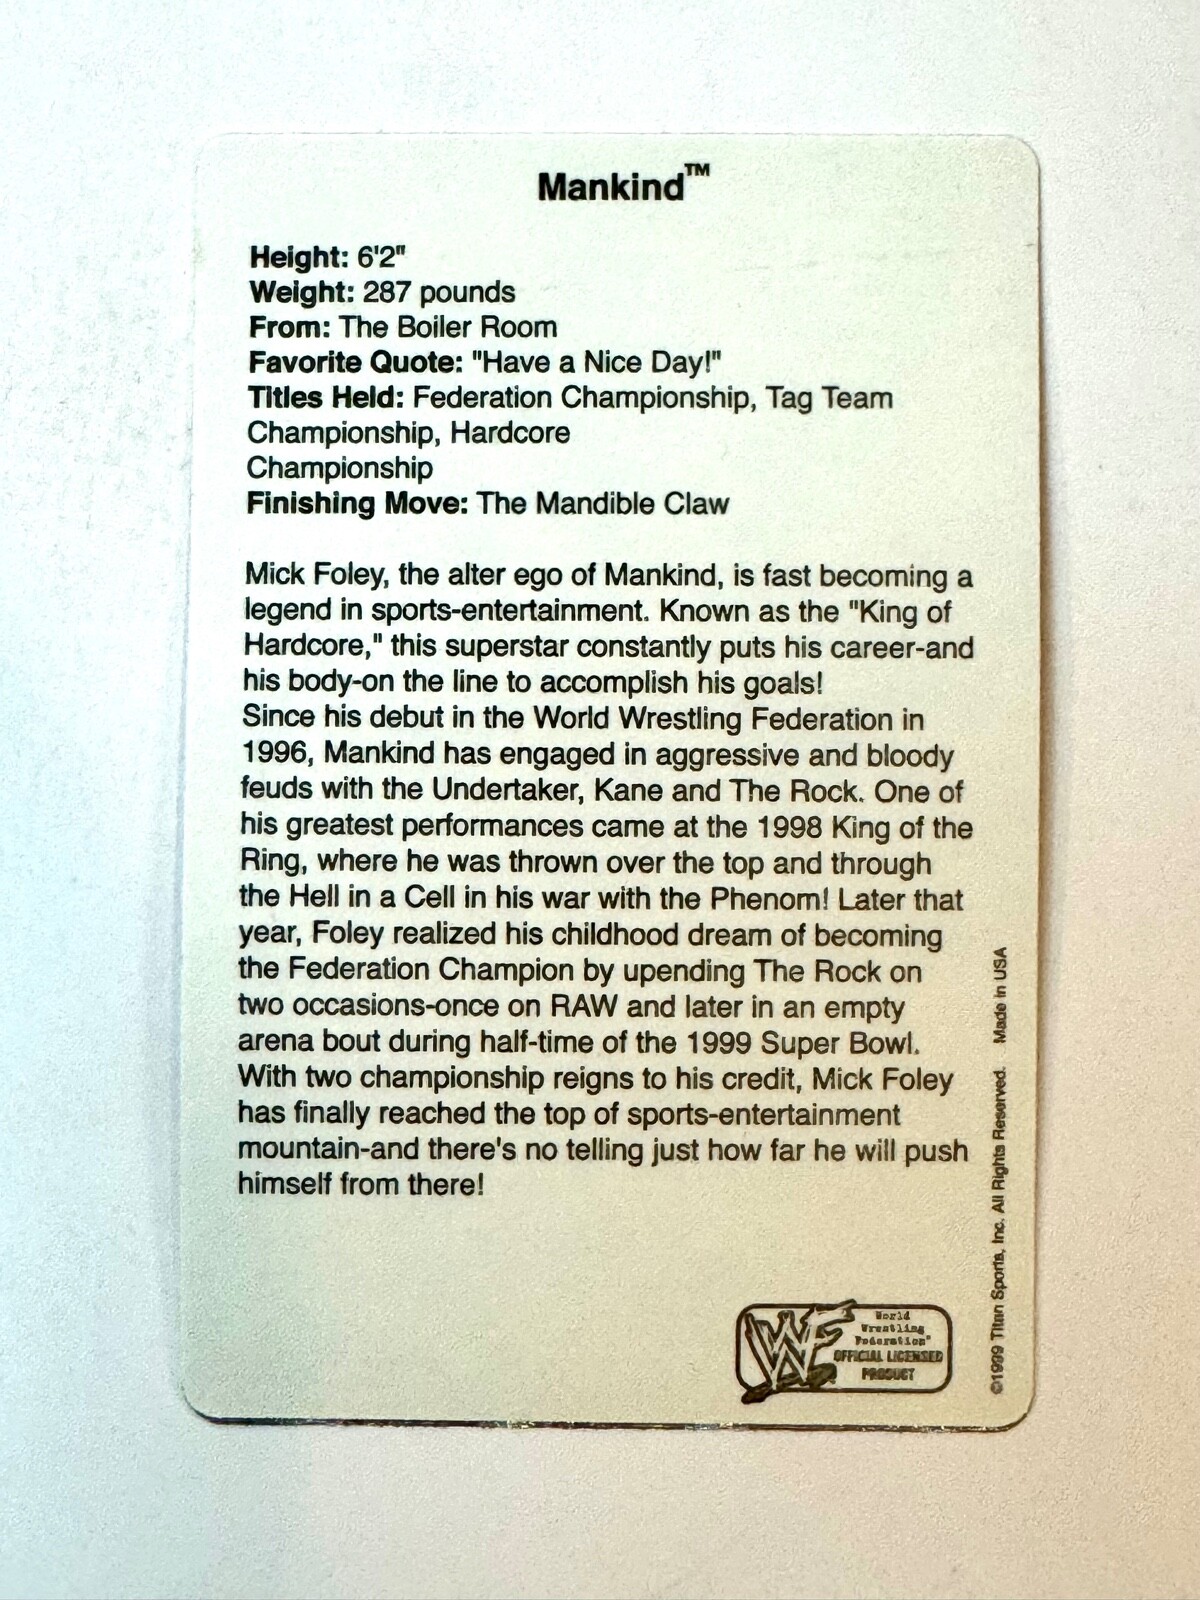 Mankind™
Height: 6'2"
Weight: 287 pounds
From: The Boiler Room
Favorite Quote: "Have a Nice Day!"
Titles Held: Federation Championship, Tag Team
Championship, Hardcore
Championship
Finishing Move: The Mandible Claw
Mick Foley, the alter ego of Mankind, is fast becoming a
legend in sports-entertainment. Known as the "King of
Hardcore," this superstar constantly puts his career-and
his body-on the line to accomplish his goals!
Since his debut in the World Wrestling Federation in
1996, Mankind has engaged in aggressive and bloody
feuds with the Undertaker, Kane and The Rock. One of
his greatest performances came at the 1998 King of the
Ring, where he was thrown over the top and through
the Hell in a Cell in his war with the Phenom! Later that
year, Foley realized his childhood dream of becoming
the Federation Champion by upending The Rock on
two occasions-once on RAW and later in an empty
arena bout during half-time of the 1999 Super Bowl.
With two championship reigns to his credit, Mick Foley
has finally reached the top of sports-entertainment
mountain-and there's no telling just how far he will push
himself from there!
©1999 Titan Sports, Inc. All Rights Reserved. Made in USA
WF
World
Wrestling
Federation
OFFICIAL LICENSED
PRODUCT